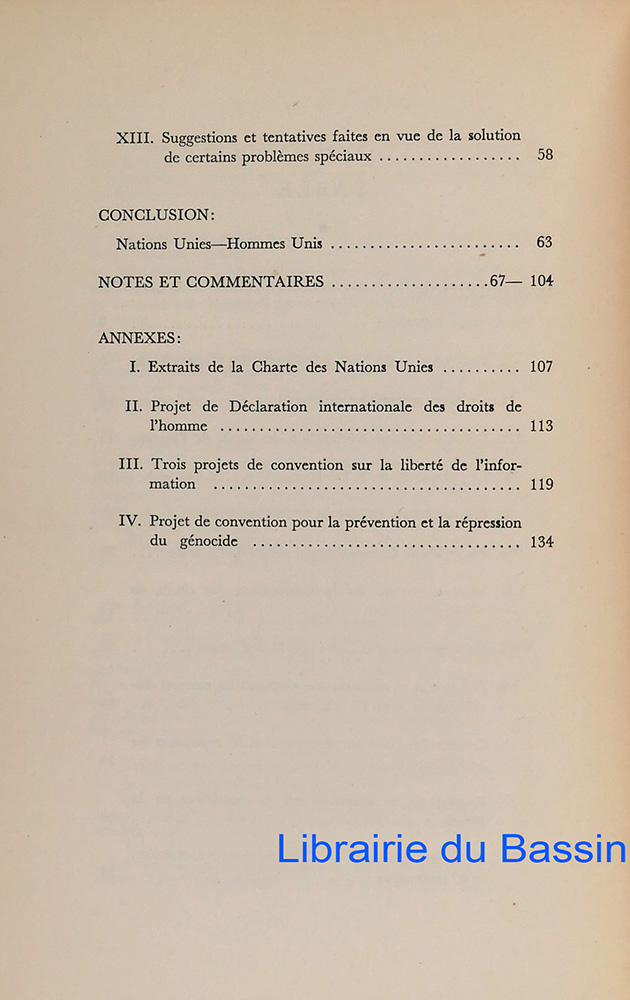 XIII. Suggestions et tentatives faites en vue de la solution
de certains problèmes spéciaux .................. 58
CONCLUSION:
Nations Unies—Hommes Unis ........................ 63
NOTES ET COMMENTAIRES ....................67— 104
ANNEXES:
I. Extraits de la Charte des Nations Unies .......... 107
II. Projet de Déclaration internationale des droits de
l'homme ...................................... 113
III. Trois projets de convention sur la liberté de l'infor-
mation ....................................... 119
IV. Projet de convention pour la prévention et la répression
du génocide .................................. 134
Librairie du Bassin